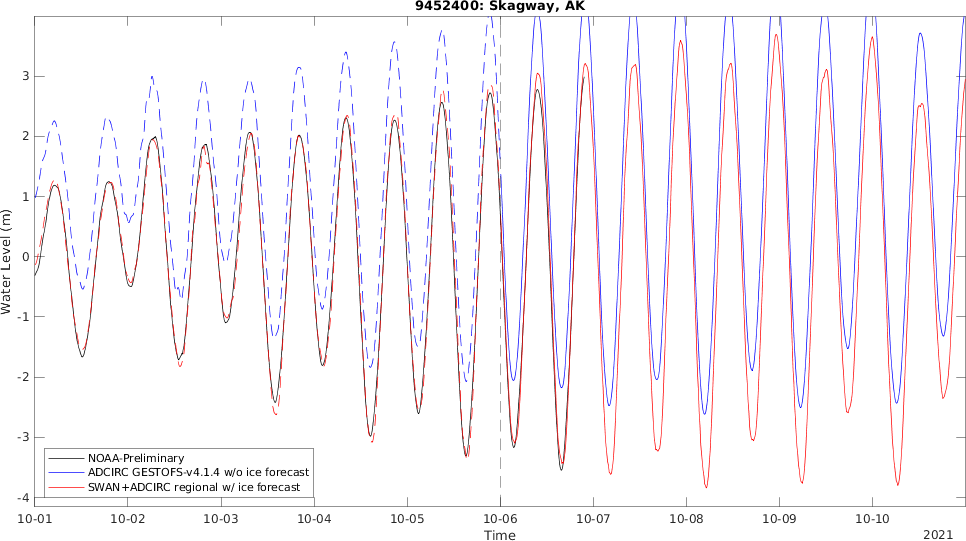 9452400: Skagway, AK
Water Level (m)
3
2
1
0
-1
-2
-3
-4
NOAA-Preliminary
ADCIRC GESTOFS-v4.1.4 w/o ice forecast
SWAN+ADCIRC regional w/ ice forecast
10-01 10-02 10-03 10-04 10-05 10-06 10-07 10-08 10-09 10-10
Time
2021